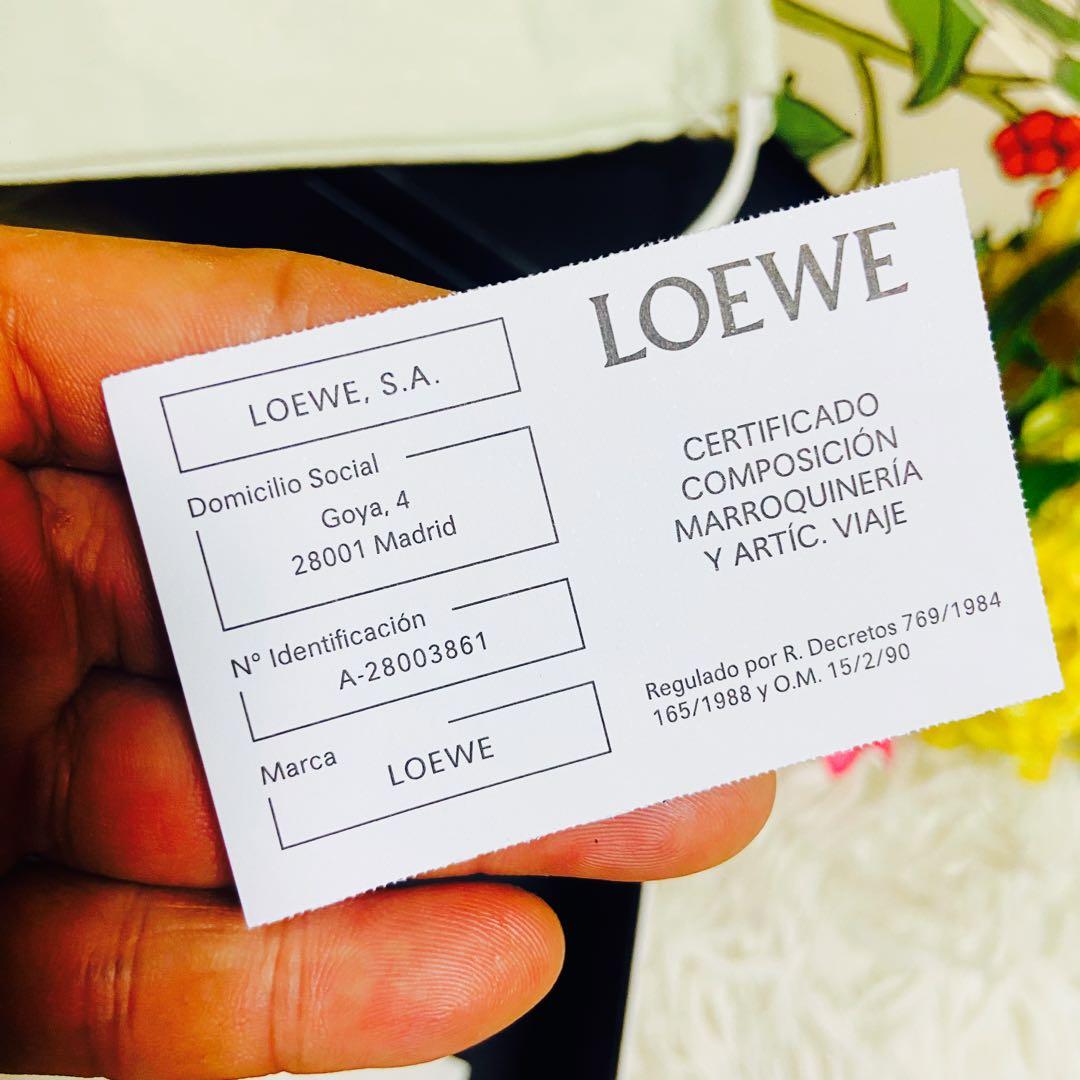 LOEWE, S.A.
Domicilio Social
Goya, 4
28001 Madrid
Nº Identificación
A-28003861
Marca
LOEWE
LOEWE
CERTIFICADO
COMPOSICIÓN
MARROQUINERÍA
Y ARTÍC. VIAJE
Regulado por R. Decretos 769/1984
165/1988 y O.M. 15/2/90